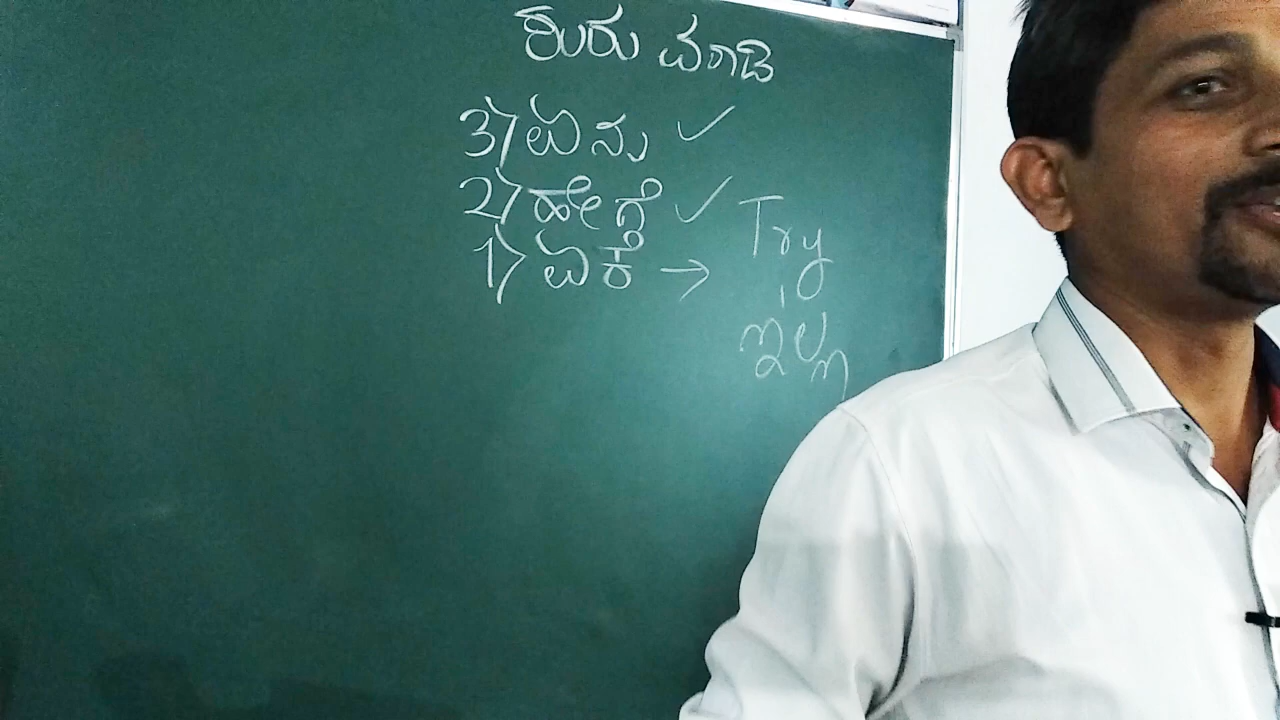 ಶುರು ಮಾಡಿ
3) ಏನು ✓
2) ಹೇಗೆ ✓
1) ಏಕೆ → Try
ಇಲ್ಲ